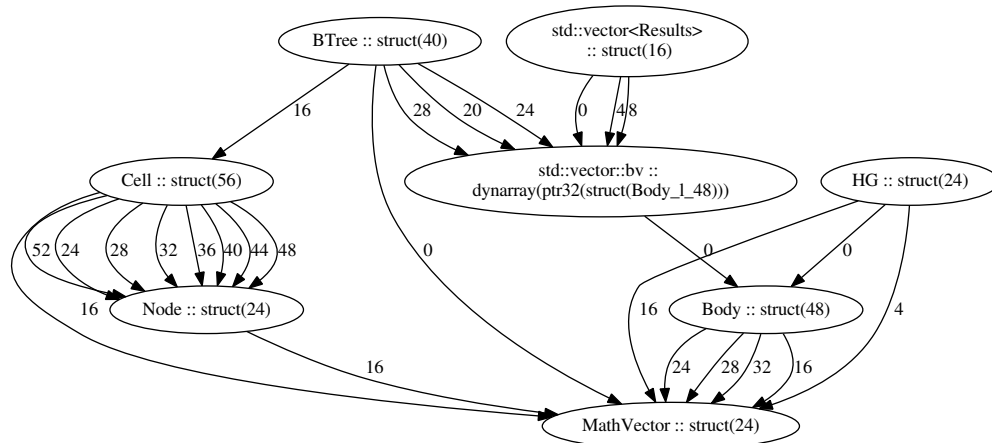 BTree :: struct(40)
std::vector<Results>
:: struct(16)
16
28
20
24
0
4
8
Cell :: struct(56)
std::vector::bv ::
dynarray(ptr32(struct(Body_l_48)))
HG :: struct(24)
52
24
28
32
36
40
44
48
0
0
0
16
Node :: struct(24)
16
Body :: struct(48)
4
16
24
28
32
16
MathVector :: struct(24)